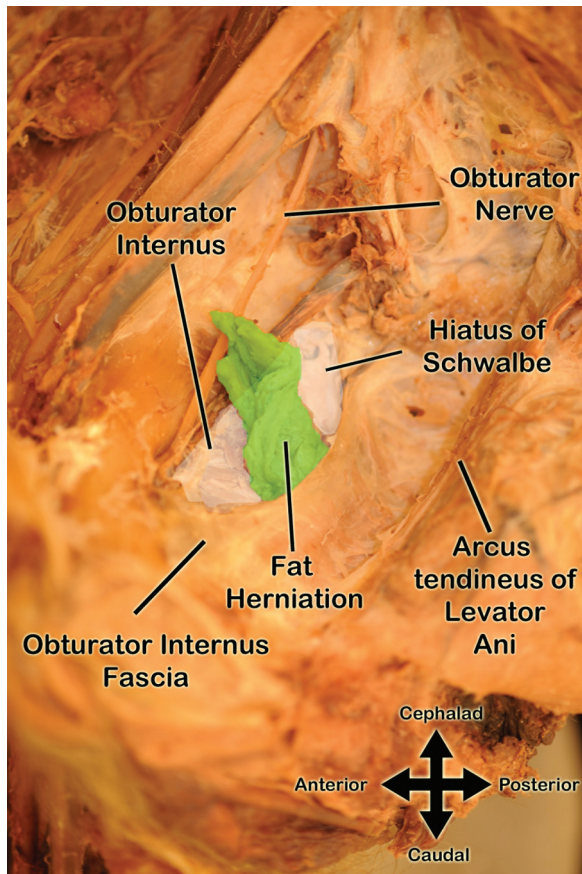 Obturator
Nerve
Obturator
Internus
Hiatus of
Schwalbe
Fat
Herniation
Arcus
tendineus of
Levator
Ani
Obturator Internus
Fascia
Cephalad
Anterior
Posterior
Caudal